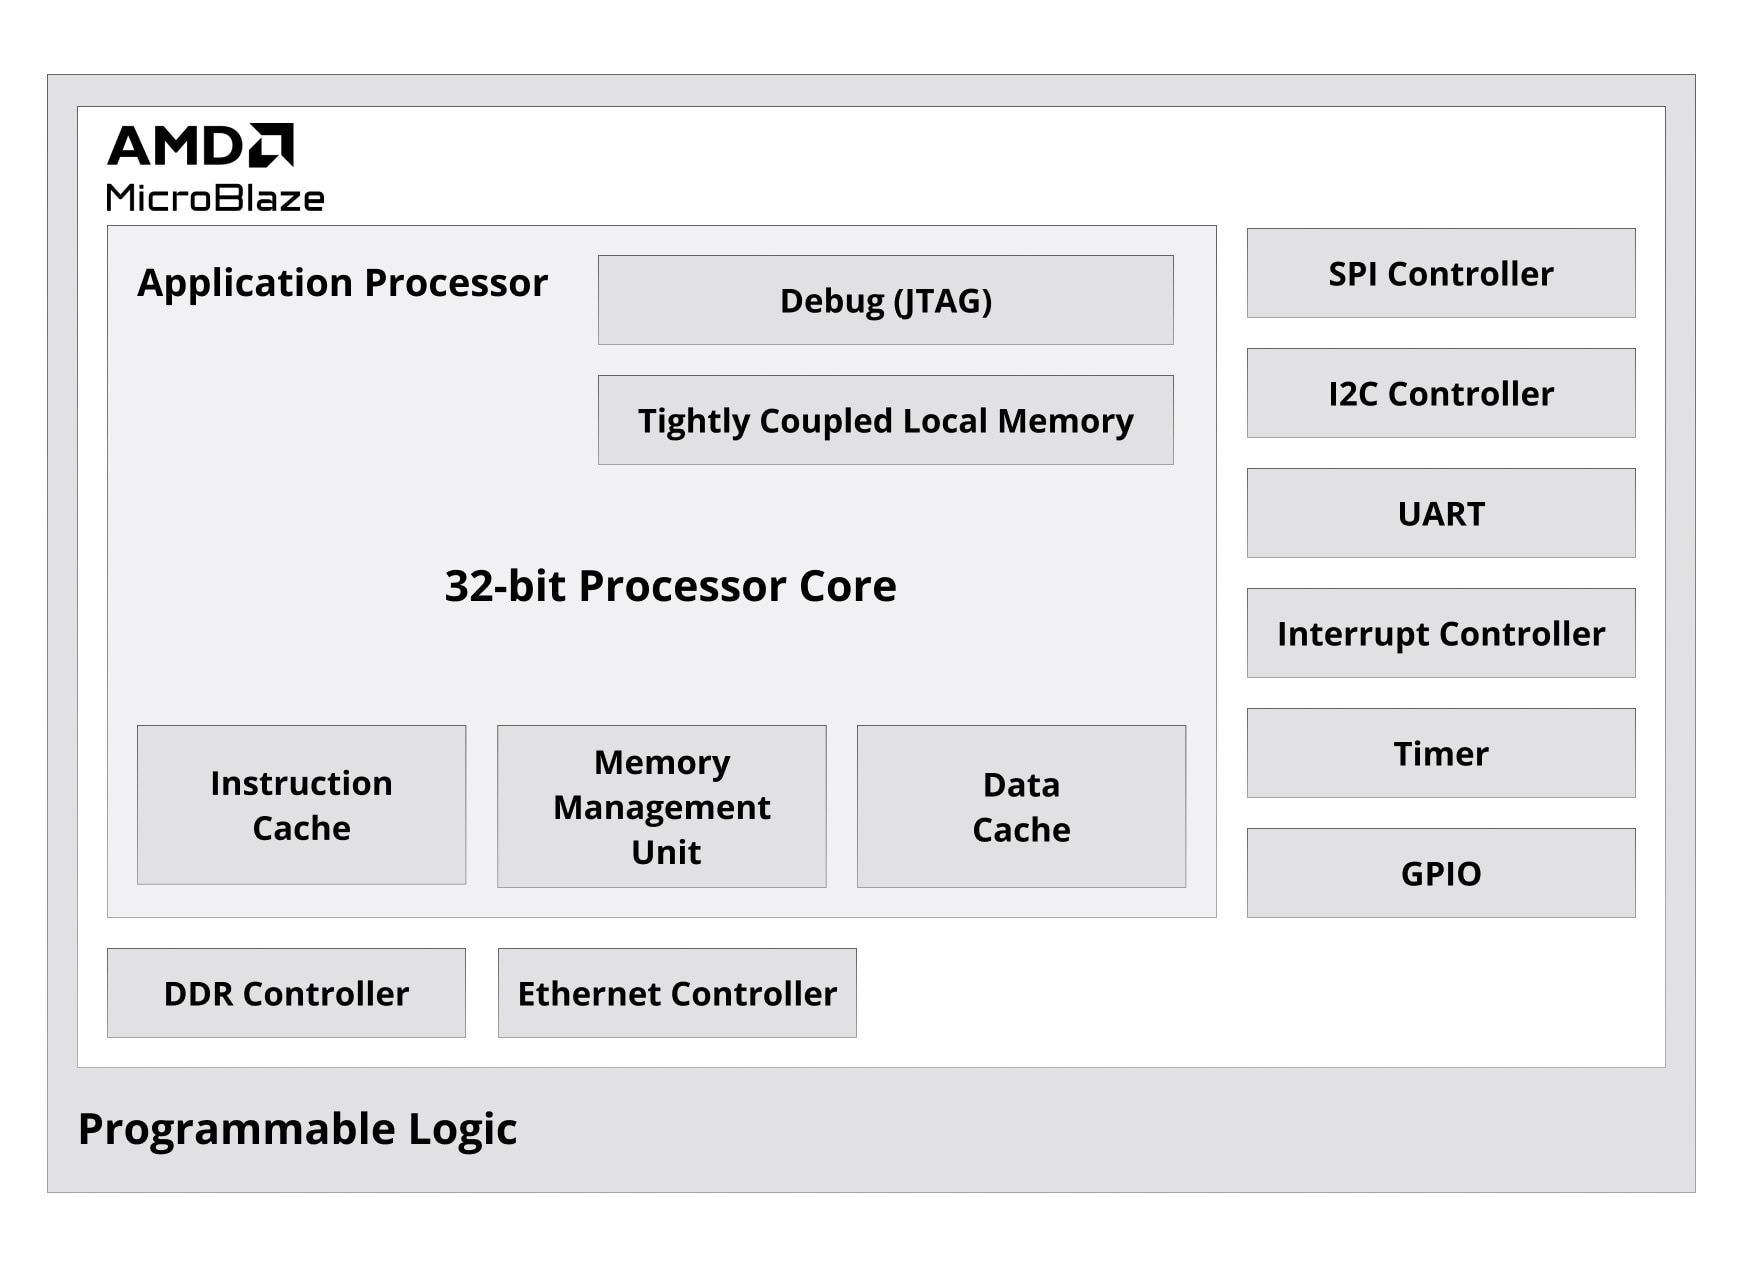 AMD
MicroBlaze
Application Processor
Debug (JTAG)
Tightly Coupled Local Memory
32-bit Processor Core
Instruction
Cache
Memory
Management
Unit
Data
Cache
SPI Controller
I2C Controller
UART
Interrupt Controller
Timer
GPIO
DDR Controller
Ethernet Controller
Programmable Logic